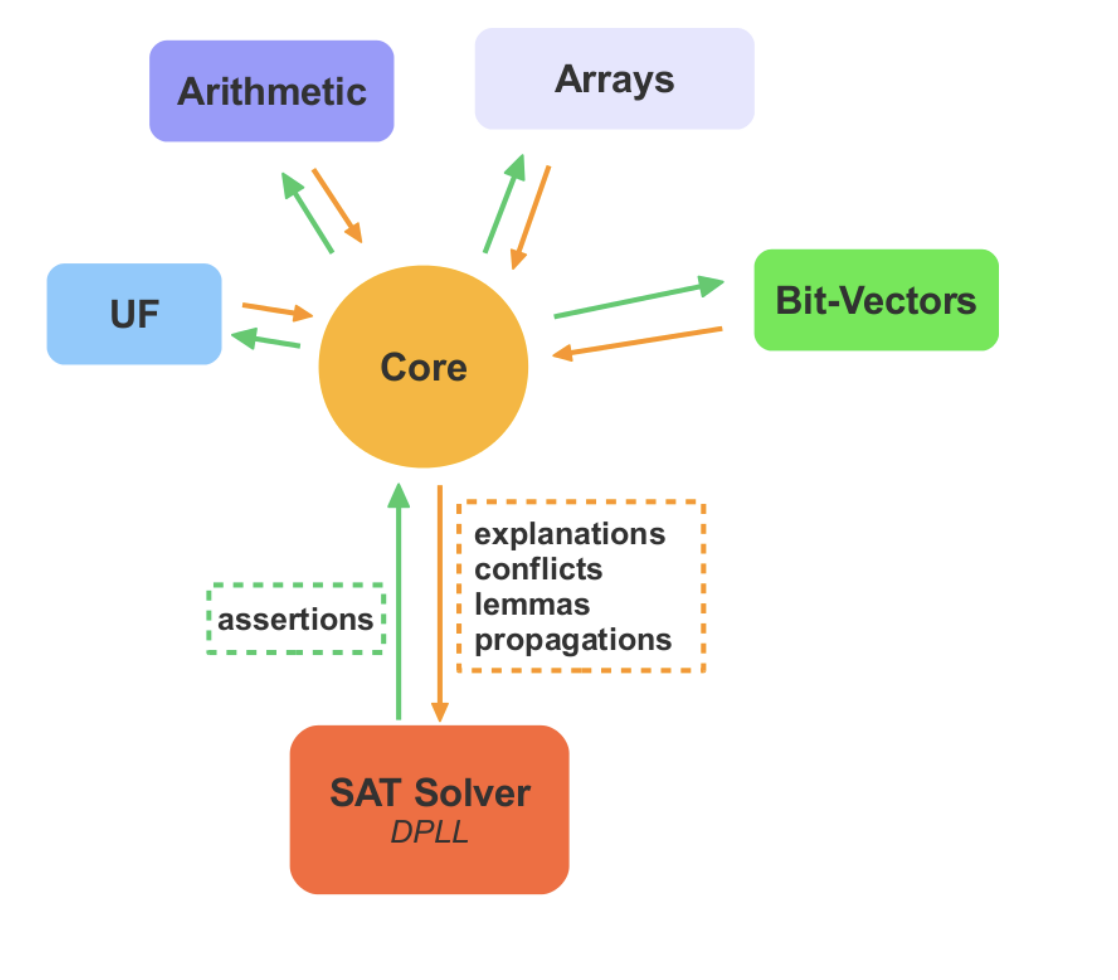 Arithmetic
Arrays
UF
Bit-Vectors
Core
explanations
conflicts
lemmas
propagations
assertions
SAT Solver
DPLL